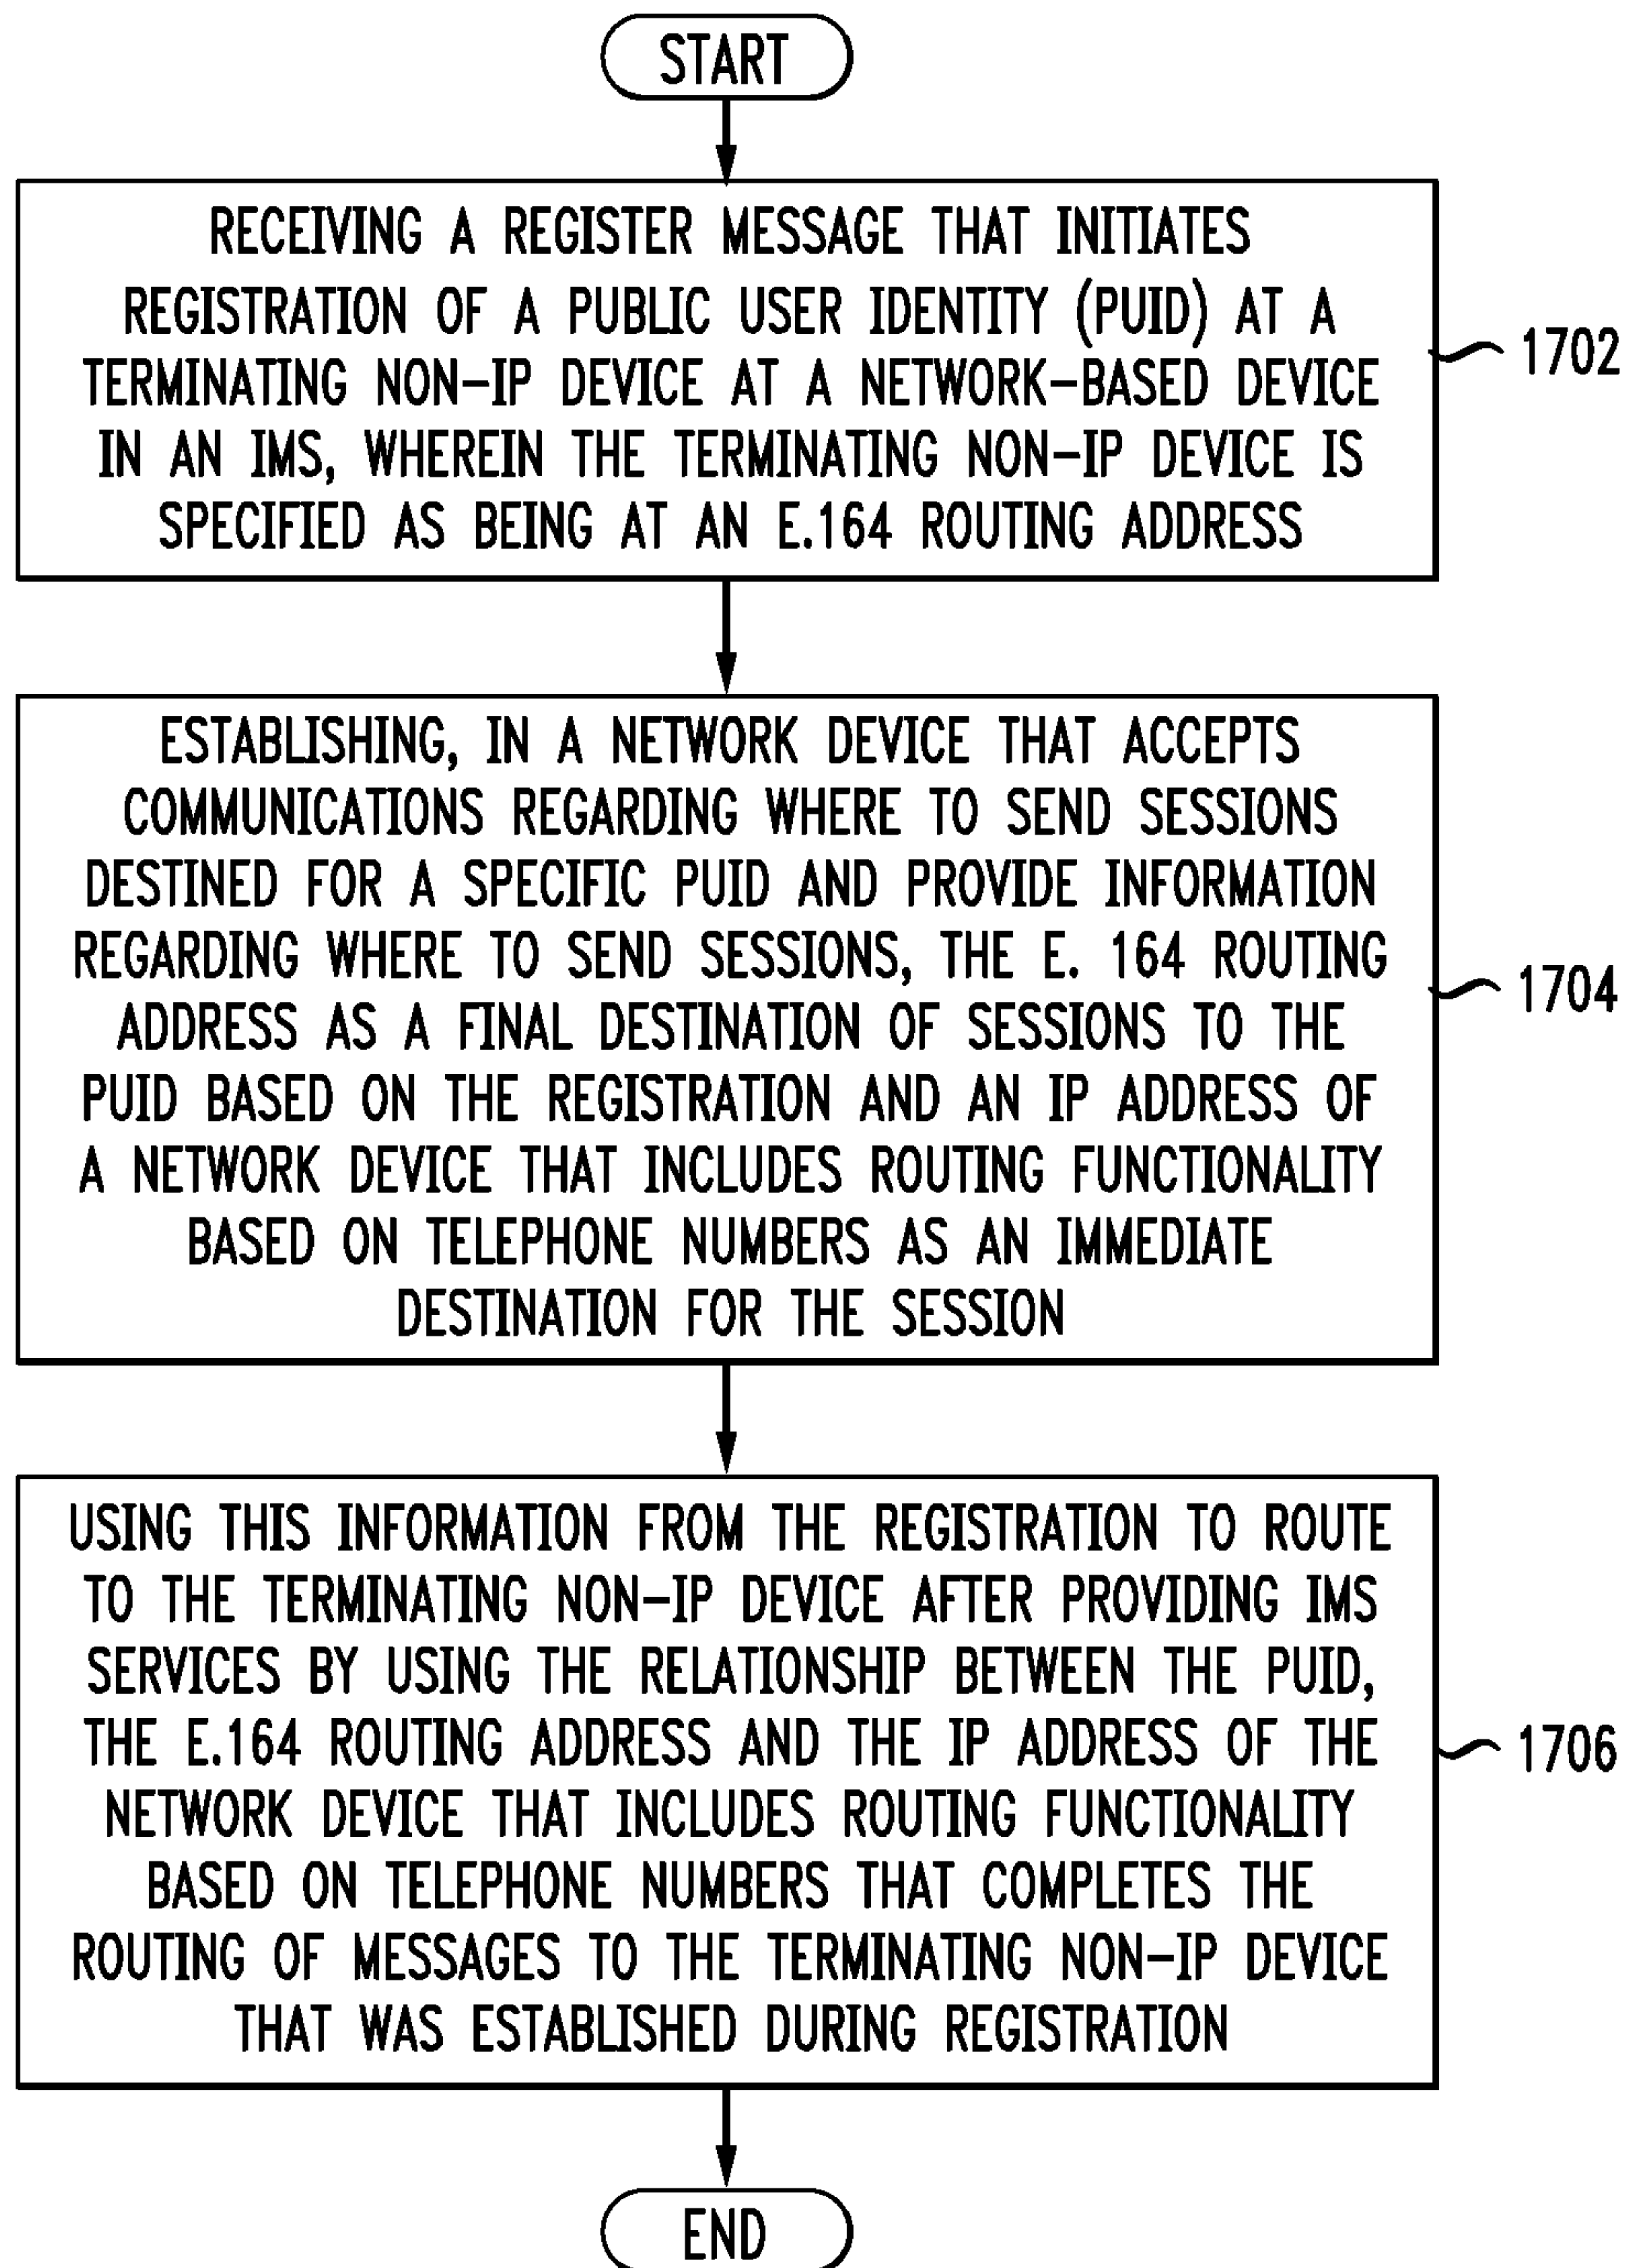 START
RECEIVING A REGISTER MESSAGE THAT INITIATES
REGISTRATION OF A PUBLIC USER IDENTITY (PUID) AT A
TERMINATING NON-IP DEVICE AT A NETWORK-BASED DEVICE
IN AN IMS, WHEREIN THE TERMINATING NON-IP DEVICE IS
SPECIFIED AS BEING AT AN E.164 ROUTING ADDRESS
1702
ESTABLISHING, IN A NETWORK DEVICE THAT ACCEPTS
COMMUNICATIONS REGARDING WHERE TO SEND SESSIONS
DESTINED FOR A SPECIFIC PUID AND PROVIDE INFORMATION
REGARDING WHERE TO SEND SESSIONS, THE E. 164 ROUTING
ADDRESS AS A FINAL DESTINATION OF SESSIONS TO THE
PUID BASED ON THE REGISTRATION AND AN IP ADDRESS OF
A NETWORK DEVICE THAT INCLUDES ROUTING FUNCTIONALITY
BASED ON TELEPHONE NUMBERS AS AN IMMEDIATE
DESTINATION FOR THE SESSION
1704
USING THIS INFORMATION FROM THE REGISTRATION TO ROUTE
TO THE TERMINATING NON-IP DEVICE AFTER PROVIDING IMS
SERVICES BY USING THE RELATIONSHIP BETWEEN THE PUID,
THE E.164 ROUTING ADDRESS AND THE IP ADDRESS OF THE
NETWORK DEVICE THAT INCLUDES ROUTING FUNCTIONALITY
BASED ON TELEPHONE NUMBERS THAT COMPLETES THE
ROUTING OF MESSAGES TO THE TERMINATING NON-IP DEVICE
THAT WAS ESTABLISHED DURING REGISTRATION
1706
END